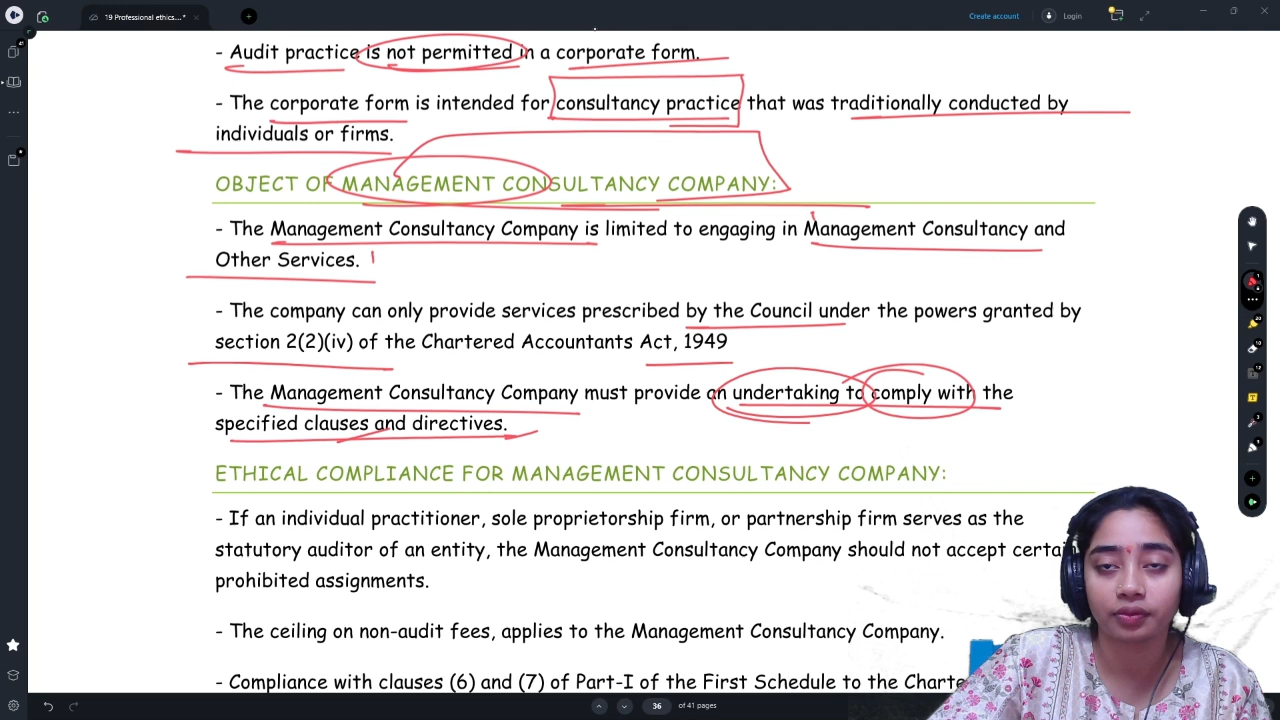 19 Professional ethics....*
Create account
Login
- Audit practice is not permitted in a corporate form.
- The corporate form is intended for consultancy practice that was traditionally conducted by
individuals or firms.
OBJECT OF MANAGEMENT CONSULTANCY COMPANY:
- The Management Consultancy Company is limited to engaging in Management Consultancy and
Other Services.
- The company can only provide services prescribed by the Council under the powers granted by
section 2(2)(iv) of the Chartered Accountants Act, 1949
- The Management Consultancy Company must provide an undertaking to comply with the
specified clauses and directives.
ETHICAL COMPLIANCE FOR MANAGEMENT CONSULTANCY COMPANY:
- If an individual practitioner, sole proprietorship firm, or partnership firm serves as the
statutory auditor of an entity, the Management Consultancy Company should not accept certain
prohibited assignments.
- The ceiling on non-audit fees, applies to the Management Consultancy Company.
- Compliance with clauses (6) and (7) of Part-I of the First Schedule to the Charte
36 of 41 pages